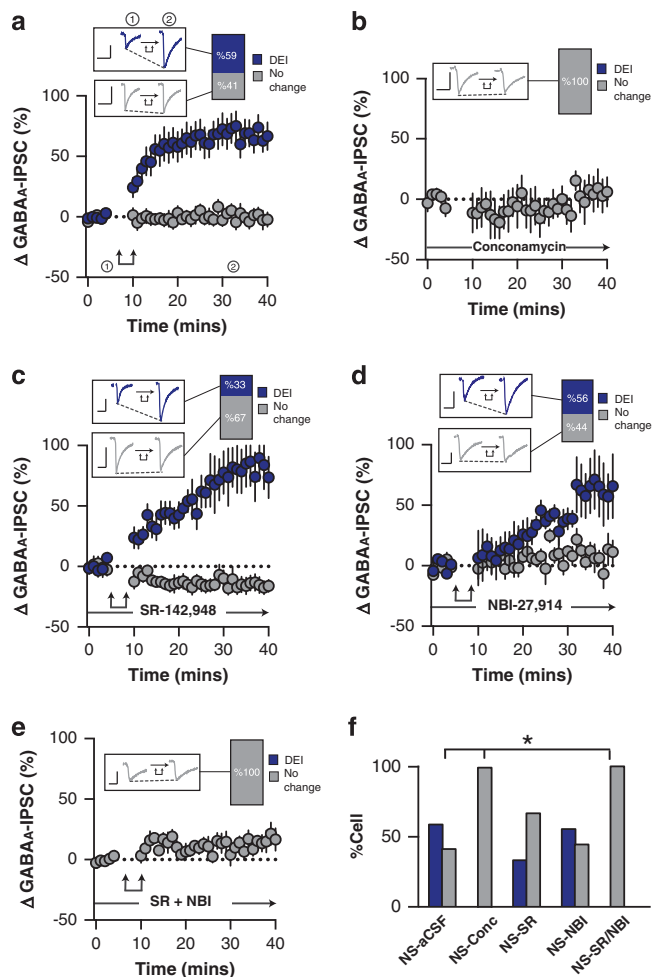 a
① ②
%59
%41
DEI
No
change
Δ GABAA-IPSC (%)
100
50
0
-50
① ②
0 10 20 30 40
Time (mins)
b
%100
DEI
No
change
Δ GABAA-IPSC (%)
100
50
0
-50
Conconamycin
0 10 20 30 40
Time (mins)
c
%33
%67
DEI
No
change
Δ GABAA-IPSC (%)
100
50
0
-50
SR-142,948
0 10 20 30 40
Time (mins)
d
%56
%44
DEI
No
change
Δ GABAA-IPSC (%)
100
50
0
-50
NBI-27,914
0 10 20 30 40
Time (mins)
e
%100
DEI
No
change
Δ GABAA-IPSC (%)
100
50
0
-50
SR + NBI
0 10 20 30 40
Time (mins)
f
DEI
No
change
*
%Cell
100
50
0
NS-aCSF
NS-Conc
NS-SR
NS-NBI
NS-SR/NBI